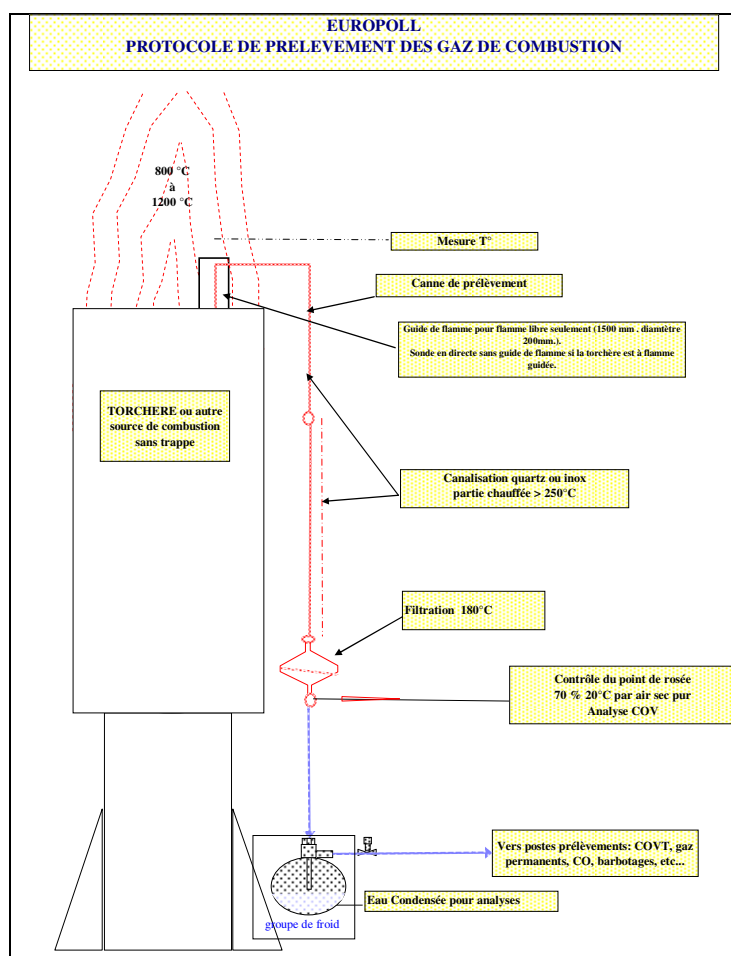 EUROPOLL
PROTOCOLE DE PRELEVEMENT DES GAZ DE COMBUSTION
800 °C
à
1200 °C
Mesure T°
Canne de prélèvement
Guide de flamme pour flamme libre seulement (1500 mm . diamtètre
200mm.).
Sonde en directe sans guide de flamme si la torchère est à flamme
guidée.
TORCHERE ou autre
source de combustion
sans trappe
Canalisation quartz ou inox
partie chauffée > 250°C
Filtration 180°C
Contrôle du point de rosée
70 % 20°C par air sec pur
Analyse COV
Vers postes prélèvements: COVT, gaz
permanents, CO, barbotages, etc...
Eau Condensée pour analyses
groupe de froid